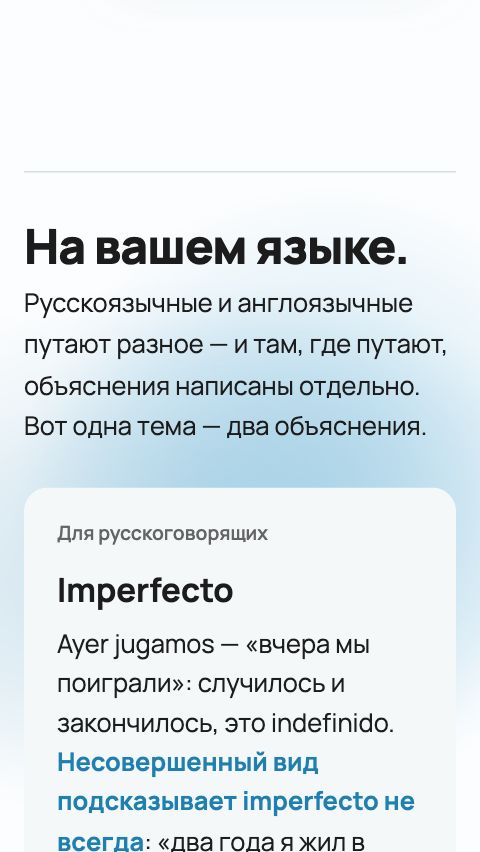 На вашем языке.
Русскоязычные и англоязычные
путают разное — и там, где путают,
объяснения написаны отдельно.
Вот одна тема — два объяснения.
Для русскоговорящих
Imperfecto
Ayer jugamos — «вчера мы
поиграли»: случилось и
закончилось, это indefinido.
Несовершенный вид
подсказывает imperfecto не
всегда: «два года я жил в